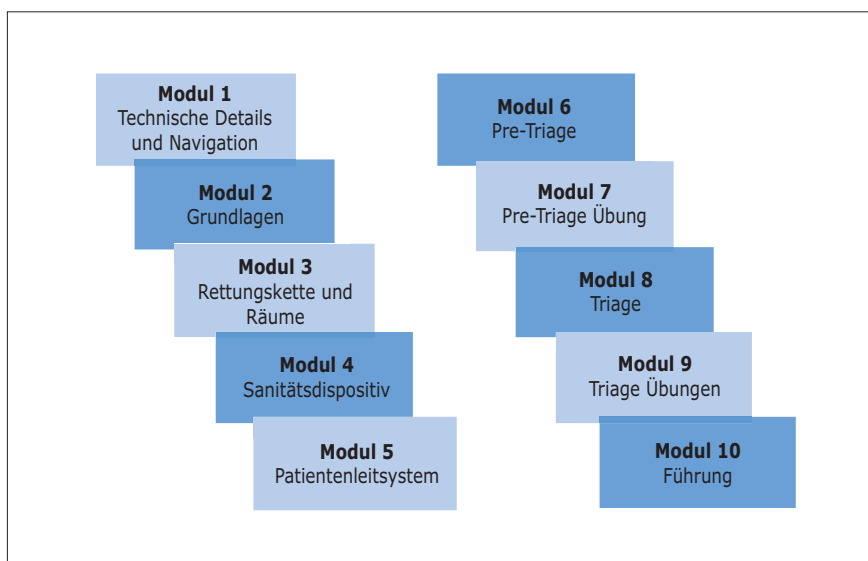 Modul 1
Technische Details
und Navigation
Modul 2
Grundlagen
Modul 3
Rettungskette und
Räume
Modul 4
Sanitätsdispositiv
Modul 5
Patientenleitsystem
Modul 6
Pre-Triage
Modul 7
Pre-Triage Übung
Modul 8
Triage
Modul 9
Triage Übungen
Modul 10
Führung